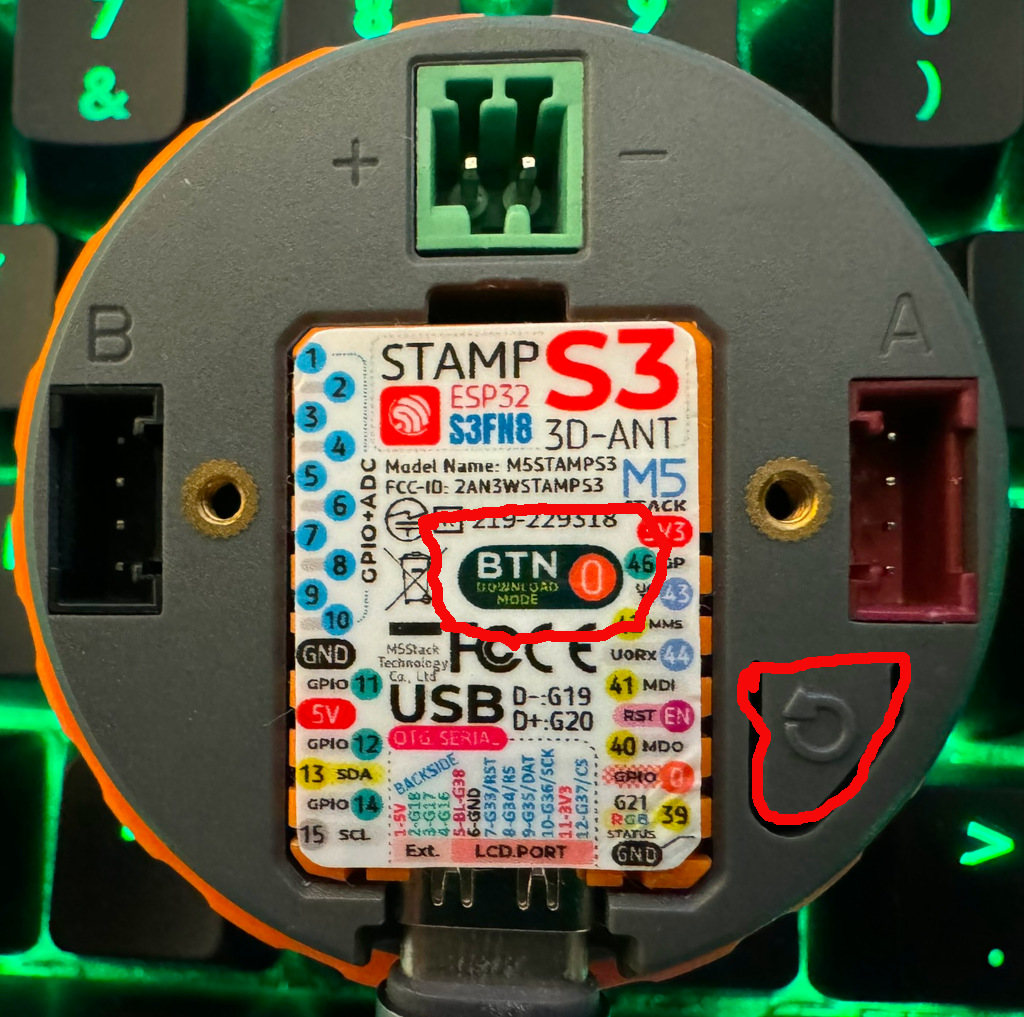 7
&
8
9
0
)
+
-
B
A
STAMP S3
ESP32
S3FN8
3D-ANT
Model Name: M5STAMPS3
FCC-ID: 2AN3WSTAMPS3
M5
219-229318
BTN 0
DOWNLOAD
MODE
1
2
3
4
5
6
7
8
9
10
GPIO+ADC
GND
GPIO 11
5V
GPIO 12
13 SDA
GPIO 14
15 SCL
3V3
46 GP
43
MMS
U0Rx 44
41 MDI
RST EN
40 MDO
GPIO 0
G21
RGB 39
STATUS
GND
FCC CE
M5Stack
Technology
Co., Ltd
USB
D-:G19
D+:G20
OTG SERIAL
BACKSIDE
1-5V
2-G18
3-G17
4-G16
5-BL-G38
6-GND
7-G33/RST
8-G34/RS
9-G35/DAT
10-G36/SCK
11-3V3
12-G37/CS
Ext.
LCD.PORT
>
.